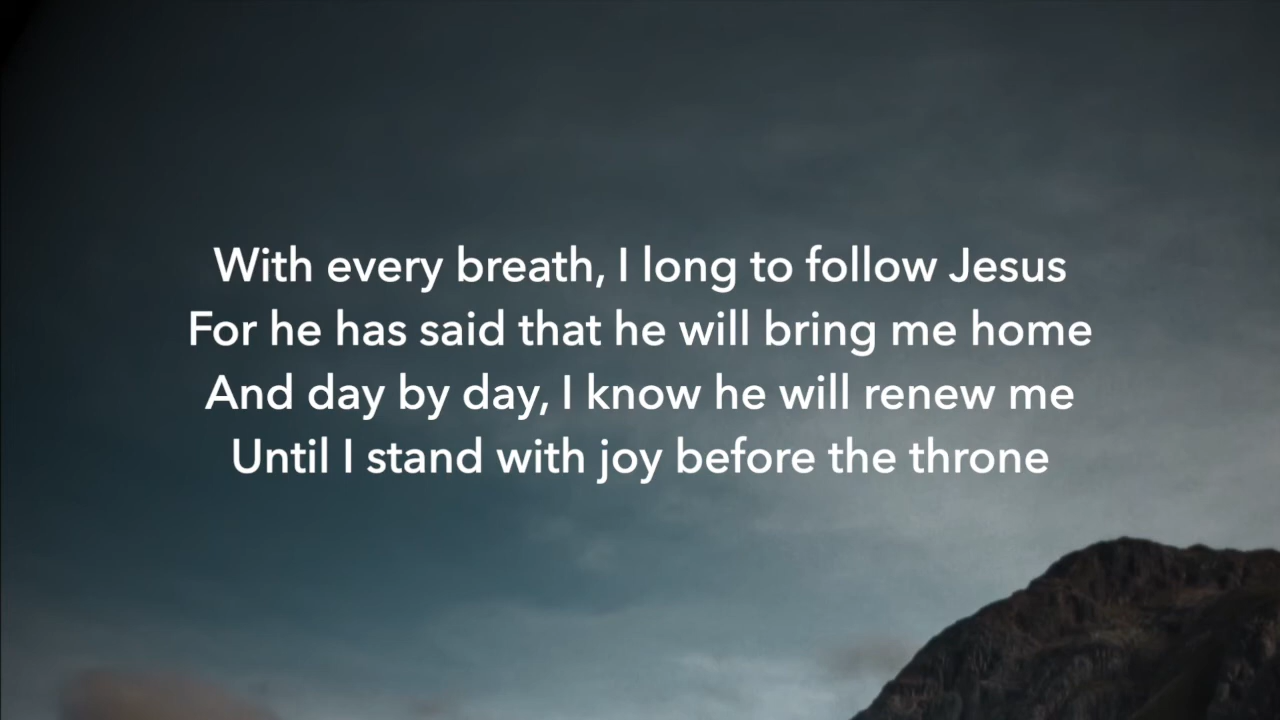 With every breath, I long to follow Jesus
For he has said that he will bring me home
And day by day, I know he will renew me
Until I stand with joy before the throne